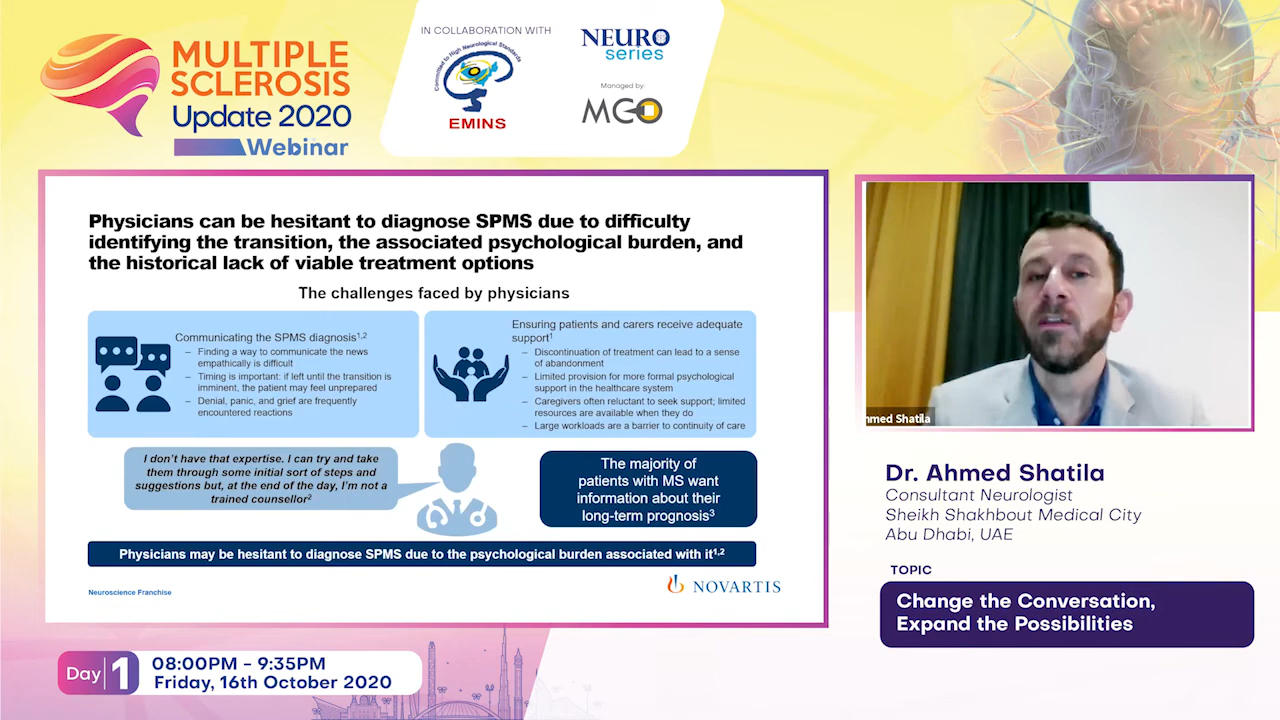 MULTIPLE
SCLEROSIS
Update 2020
Webinar
IN COLLABORATION WITH
Committed to High Neurological Standards
EMINS
NEURO
series
Managed by:
MCO
Physicians can be hesitant to diagnose SPMS due to difficulty
identifying the transition, the associated psychological burden, and
the historical lack of viable treatment options
The challenges faced by physicians
Communicating the SPMS diagnosis1,2
– Finding a way to communicate the news
empathically is difficult
– Timing is important: if left until the transition is
imminent, the patient may feel unprepared
– Denial, panic, and grief are frequently
encountered reactions
Ensuring patients and carers receive adequate
support1
– Discontinuation of treatment can lead to a sense
of abandonment
– Limited provision for more formal psychological
support in the healthcare system
– Caregivers often reluctant to seek support; limited
resources are available when they do
– Large workloads are a barrier to continuity of care
I don't have that expertise. I can try and take
them through some initial sort of steps and
suggestions but, at the end of the day, I'm not a
trained counsellor2
The majority of
patients with MS want
information about their
long-term prognosis3
Physicians may be hesitant to diagnose SPMS due to the psychological burden associated with it1,2
Neuroscience Franchise
NOVARTIS
hmed Shatila
Dr. Ahmed Shatila
Consultant Neurologist
Sheikh Shakhbout Medical City
Abu Dhabi, UAE
TOPIC
Change the Conversation,
Expand the Possibilities
Day 1
08:00PM - 9:35PM
Friday, 16th October 2020